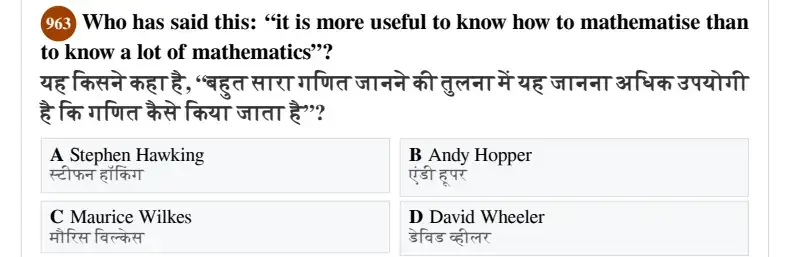 963 Who has said this: “it is more useful to know how to mathematise than
to know a lot of mathematics”?
यह किसने कहा है, “बहुत सारा गणित जानने की तुलना में यह जानना अधिक उपयोगी
है कि गणित कैसे किया जाता है”?
A Stephen Hawking
स्टीफन हॉकिंग
B Andy Hopper
एंडी हूपर
C Maurice Wilkes
मौरिस विल्केस
D David Wheeler
डेविड व्हीलर